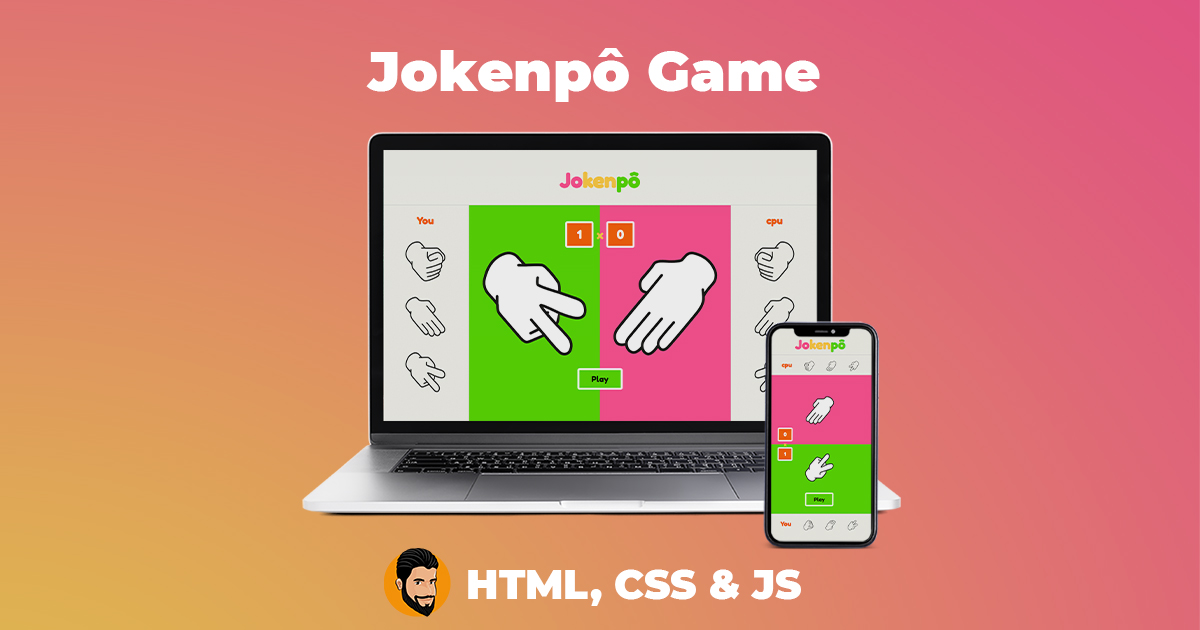 Jokenpô Game
Jokenpô
You
cpu
1 x 0
Play
Jokenpô
cpu
0
1
Play
You
HTML, CSS & JS